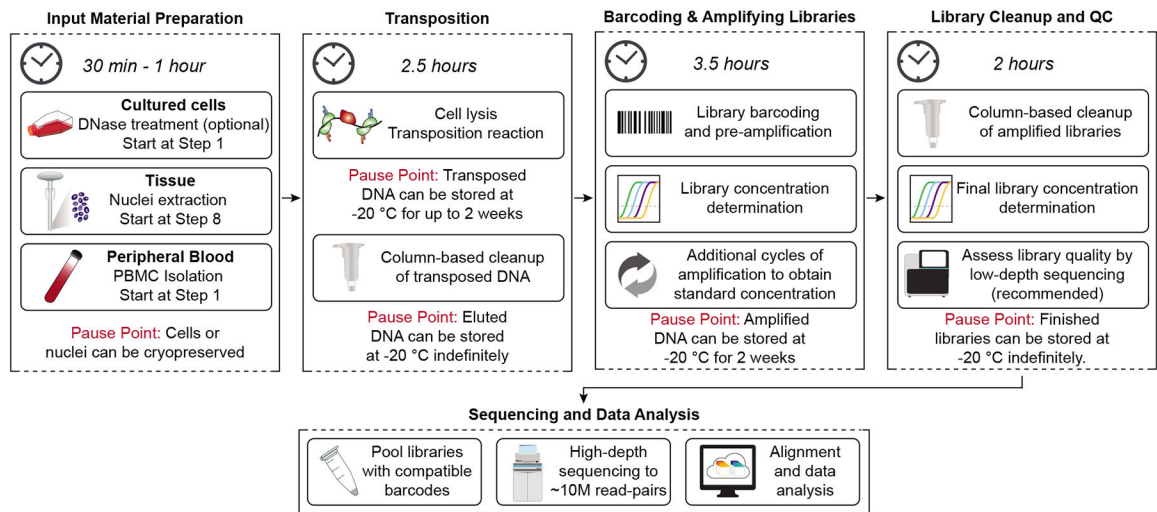 Input Material Preparation
30 min - 1 hour
Cultured cells
DNase treatment (optional)
Start at Step 1
Tissue
Nuclei extraction
Start at Step 8
Peripheral Blood
PBMC Isolation
Start at Step 1
Pause Point: Cells or
nuclei can be cryopreserved
Transposition
2.5 hours
Cell lysis
Transposition reaction
Pause Point: Transposed
DNA can be stored at
-20 °C for up to 2 weeks
Column-based cleanup
of transposed DNA
Pause Point: Eluted
DNA can be stored
at -20 °C indefinitely
Barcoding & Amplifying Libraries
3.5 hours
Library barcoding
and pre-amplification
Library concentration
determination
Additional cycles of
amplification to obtain
standard concentration
Pause Point: Amplified
DNA can be stored at
-20 °C for 2 weeks
Library Cleanup and QC
2 hours
Column-based cleanup
of amplified libraries
Final library concentration
determination
Assess library quality by
low-depth sequencing
(recommended)
Pause Point: Finished
libraries can be stored at
-20 °C indefinitely.
Sequencing and Data Analysis
Pool libraries
with compatible
barcodes
High-depth
sequencing to
~10M read-pairs
Alignment
and data
analysis